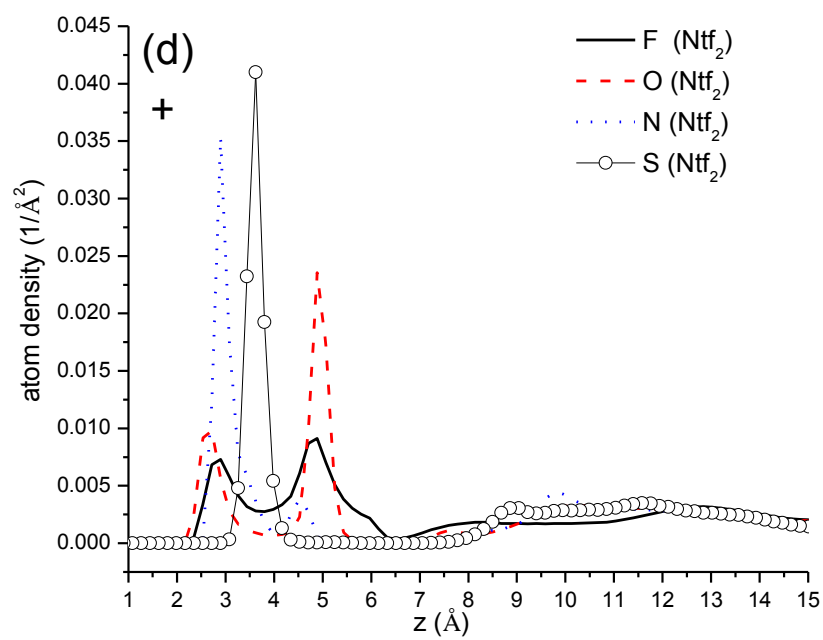 (d)
+
F (Ntf₂)
O (Ntf₂)
N (Ntf₂)
S (Ntf₂)
atom density (1/Å²)
0.045
0.040
0.035
0.030
0.025
0.020
0.015
0.010
0.005
0.000
1 2 3 4 5 6 7 8 9 10 11 12 13 14 15
z (Å)